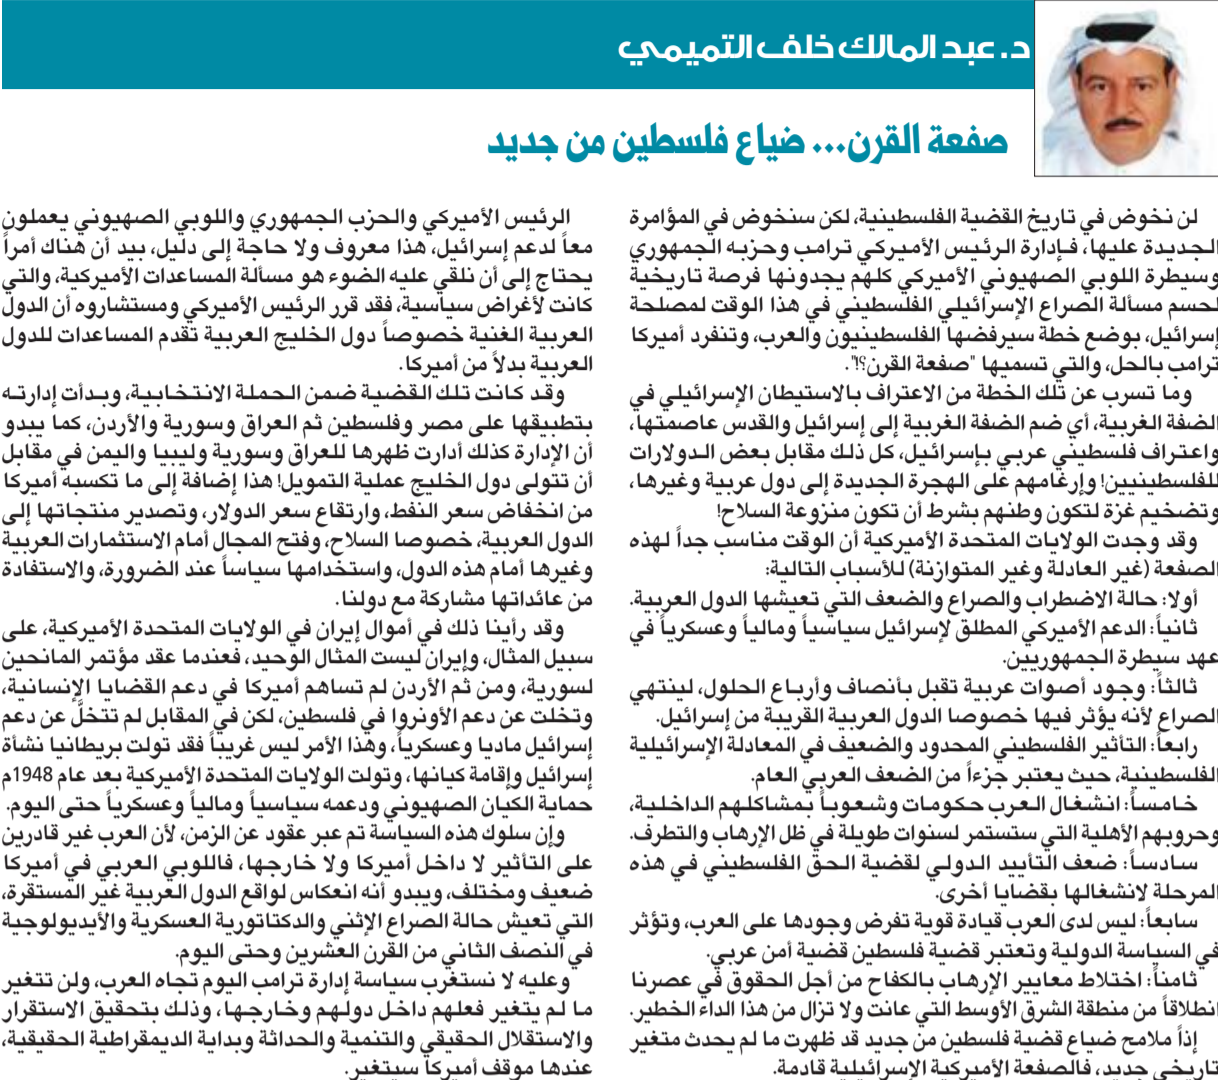 د. عبد المالك خلف التميمي
صفعة القرن... ضياع فلسطين من جديد
لن نخوض في تاريخ القضية الفلسطينية، لكن سنخوض في المؤامرة
الجديدة عليها، فإدارة الرئيس الأميركي ترامب وحزبه الجمهوري
وسيطرة اللوبي الصهيوني الأميركي كلهم يجدونها فرصة تاريخية
لحسم مسألة الصراع الإسرائيلي الفلسطيني في هذا الوقت لمصلحة
إسرائيل، بوضع خطة سيرفضها الفلسطينيون والعرب، وتنفرد أميركا
ترامب بالحل، والتي تسميها "صفعة القرن؟!".
وما تسرب عن تلك الخطة من الاعتراف بالاستيطان الإسرائيلي في
الضفة الغربية، أي ضم الضفة الغربية إلى إسرائيل والقدس عاصمتها،
واعتراف فلسطيني عربي بإسرائيل، كل ذلك مقابل بعض الدولارات
للفلسطينيين! وإرغامهم على الهجرة الجديدة إلى دول عربية وغيرها،
وتضخيم غزة لتكون وطنهم بشرط أن تكون منزوعة السلاح!
وقد وجدت الولايات المتحدة الأميركية أن الوقت مناسب جداً لهذه
الصفعة (غير العادلة وغير المتوازنة) للأسباب التالية:
أولا: حالة الاضطراب والصراع والضعف التي تعيشها الدول العربية.
ثانياً: الدعم الأميركي المطلق لإسرائيل سياسياً ومالياً وعسكرياً في
عهد سيطرة الجمهوريين.
ثالثاً: وجود أصوات عربية تقبل بأنصاف وأرباع الحلول، لينتهي
الصراع لأنه يؤثر فيها خصوصا الدول العربية القريبة من إسرائيل.
رابعاً: التأثير الفلسطيني المحدود والضعيف في المعادلة الإسرائيلية
الفلسطينية، حيث يعتبر جزءاً من الضعف العربي العام.
خامساً: انشغال العرب حكومات وشعوباً بمشاكلهم الداخلية،
وحروبهم الأهلية التي ستستمر لسنوات طويلة في ظل الإرهاب والتطرف.
سادساً: ضعف التأييد الدولي لقضية الحق الفلسطيني في هذه
المرحلة لانشغالها بقضايا أخرى.
سابعاً: ليس لدى العرب قيادة قوية تفرض وجودها على العرب، وتؤثر
في السياسة الدولية وتعتبر قضية فلسطين قضية أمن عربي.
ثامناً: اختلاط معايير الإرهاب بالكفاح من أجل الحقوق في عصرنا
انطلاقاً من منطقة الشرق الأوسط التي عانت ولا تزال من هذا الداء الخطير.
إذاً ملامح ضياع قضية فلسطين من جديد قد ظهرت ما لم يحدث متغير
تاريخي جديد، فالصفعة الأميركية الإسرائيلية قادمة.
الرئيس الأميركي والحزب الجمهوري واللوبي الصهيوني يعملون
معاً لدعم إسرائيل، هذا معروف ولا حاجة إلى دليل، بيد أن هناك أمراً
يحتاج إلى أن نلقي عليه الضوء هو مسألة المساعدات الأميركية، والتي
كانت لأغراض سياسية، فقد قرر الرئيس الأميركي ومستشاروه أن الدول
العربية الغنية خصوصاً دول الخليج العربية تقدم المساعدات للدول
العربية بدلاً من أميركا.
وقد كانت تلك القضية ضمن الحملة الانتخابية، وبدأت إدارته
بتطبيقها على مصر وفلسطين ثم العراق وسورية والأردن، كما يبدو
أن الإدارة كذلك أدارت ظهرها للعراق وسورية وليبيا واليمن في مقابل
أن تتولى دول الخليج عملية التمويل! هذا إضافة إلى ما تكسبه أميركا
من انخفاض سعر النفط، وارتقاع سعر الدولار، وتصدير منتجاتها إلى
الدول العربية، خصوصا السلاح، وفتح المجال أمام الاستثمارات العربية
وغيرها أمام هذه الدول، واستخدامها سياساً عند الضرورة، والاستفادة
من عائداتها مشاركة مع دولنا.
وقد رأينا ذلك في أموال إيران في الولايات المتحدة الأميركية، على
سبيل المثال، وإيران ليست المثال الوحيد، فعندما عقد مؤتمر المانحين
لسورية، ومن ثم الأردن لم تساهم أميركا في دعم القضايا الإنسانية،
وتخلت عن دعم الأونروا في فلسطين، لكن في المقابل لم تتخلَّ عن دعم
إسرائيل ماديا وعسكرياً، وهذا الأمر ليس غريباً فقد تولت بريطانيا نشأة
إسرائيل وإقامة كيانها، وتولت الولايات المتحدة الأميركية بعد عام 1948م
حماية الكيان الصهيوني ودعمه سياسياً ومالياً وعسكرياً حتى اليوم.
وإن سلوك هذه السياسة تم عبر عقود عن الزمن، لأن العرب غير قادرين
على التأثير لا داخل أميركا ولا خارجها، فاللوبي العربي في أميركا
ضعيف ومختلف، ويبدو أنه انعكاس لواقع الدول العربية غير المستقرة،
التي تعيش حالة الصراع الإثني والدكتاتورية العسكرية والأيديولوجية
في النصف الثاني من القرن العشرين وحتى اليوم.
وعليه لا نستغرب سياسة إدارة ترامب اليوم تجاه العرب، ولن تتغير
ما لم يتغير فعلهم داخل دولهم وخارجها، وذلك بتحقيق الاستقرار
والاستقلال الحقيقي والتنمية والحداثة وبداية الديمقراطية الحقيقية،
عندها موقف أميركا سيتغير.